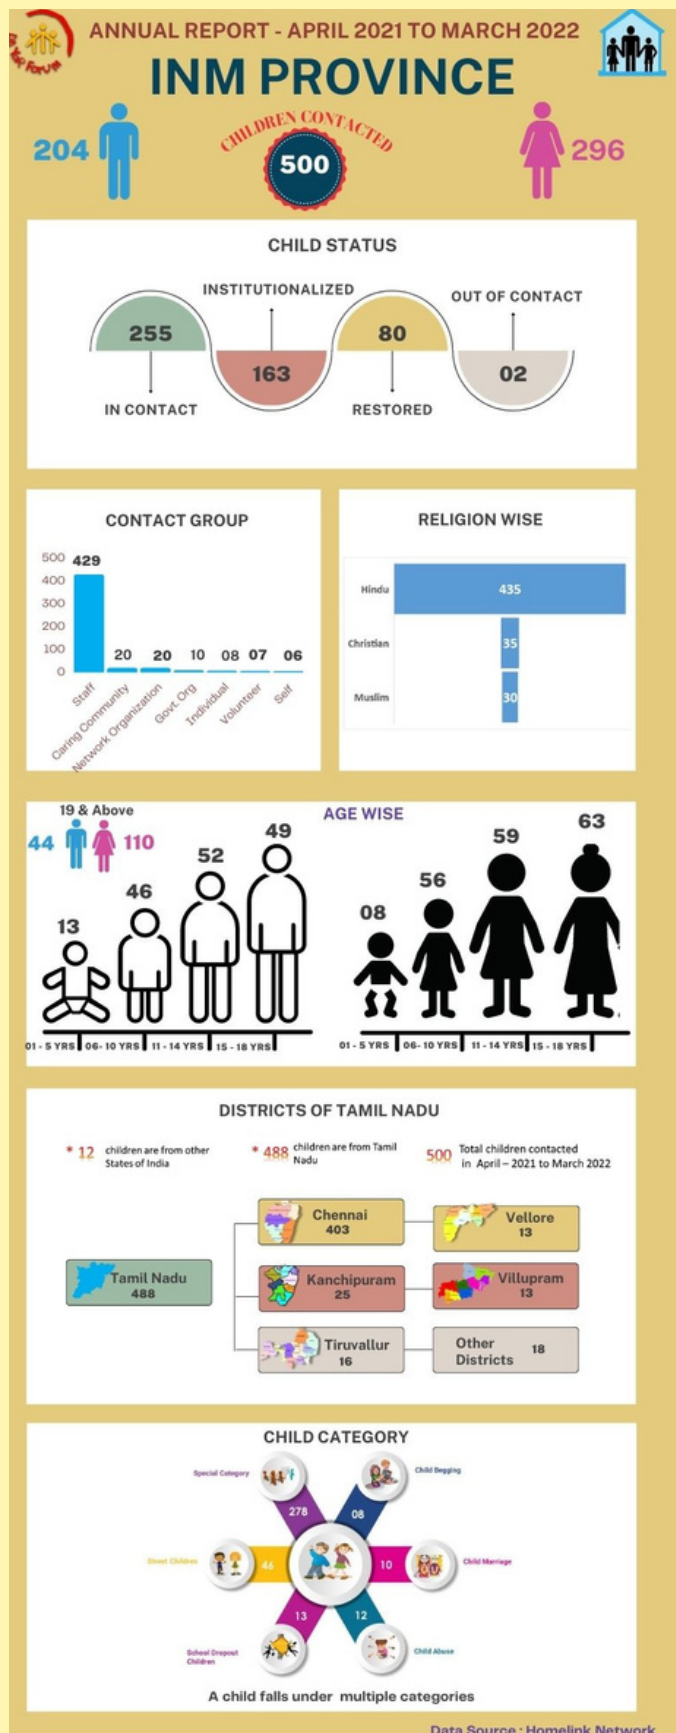 ANNUAL REPORT - APRIL 2021 TO MARCH 2022
INM PROVINCE
CHILDREN CONTACTED
204
500
296
CHILD STATUS
INSTITUTIONALIZED
OUT OF CONTACT
255
80
163
02
IN CONTACT
RESTORED
CONTACT GROUP
500
400
300
200
100
0
429
20
20
10
08
07
06
Staff
Caring Community
Network Organization
Govt. Org
Individual
Volunteer
Self
RELIGION WISE
Hindu
435
Christian
35
Muslim
30
AGE WISE
19 & Above
44
110
13
46
52
49
01 - 5 YRS
06- 10 YRS
11 - 14 YRS
15 - 18 YRS
08
56
59
63
01 - 5 YRS
06- 10 YRS
11 - 14 YRS
15 - 18 YRS
DISTRICTS OF TAMIL NADU
* 12 children are from other
States of India
* 488 children are from Tamil
Nadu
500 Total children contacted
in April – 2021 to March 2022
Tamil Nadu
488
Chennai
403
Vellore
13
Kanchipuram
25
Villupram
13
Tiruvallur
16
Other
Districts
18
CHILD CATEGORY
Special Category
278
Child Begging
08
Street Children
46
Child Marriage
10
School Dropout
Children
13
Child Abuse
12
A child falls under multiple categories
Data Source : Homelink Network